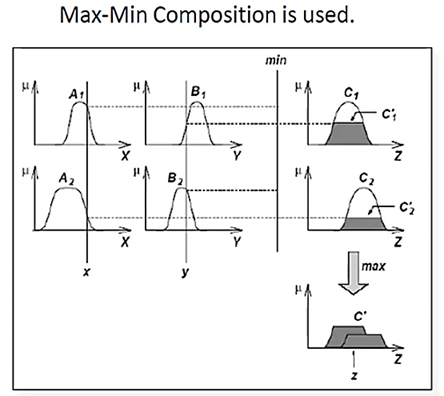 Max-Min Composition is used.
min
μ A1 X
μ B1 Y
μ C1 C'1 Z
μ A2 X
μ B2 Y
μ C2 C'2 Z
x y
max
μ C' Z
z